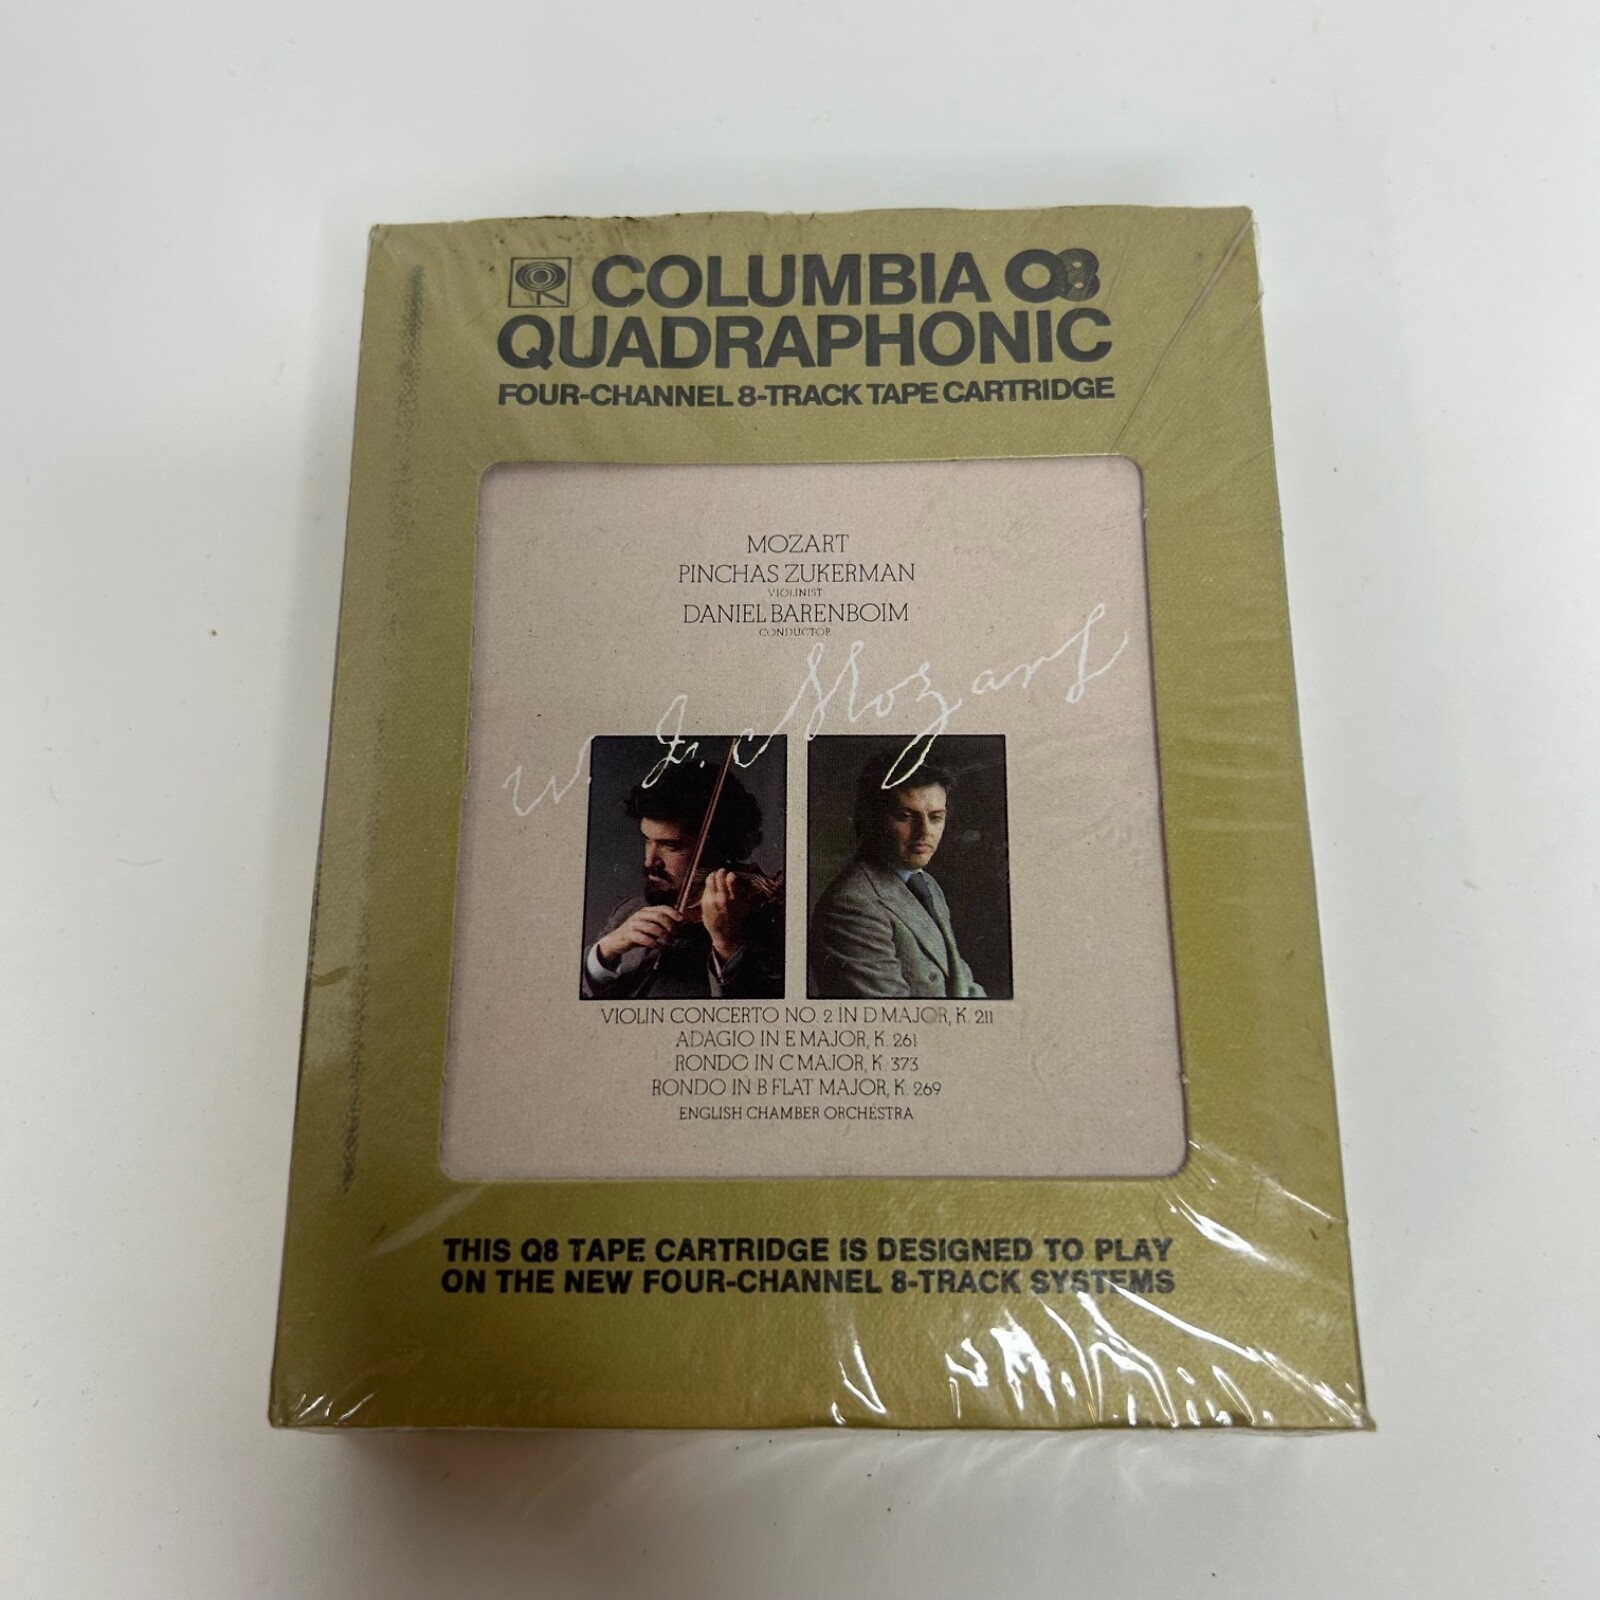 COLUMBIA Q8
QUADRAPHONIC
FOUR-CHANNEL 8-TRACK TAPE CARTRIDGE
MOZART
PINCHAS ZUKERMAN
VIOLINIST
DANIEL BARENBOIM
CONDUCTOR
W. A. Mozart
VIOLIN CONCERTO NO. 2 IN D MAJOR, K. 211
ADAGIO IN E MAJOR, K. 261
RONDO IN C MAJOR, K. 373
RONDO IN B FLAT MAJOR, K. 269
ENGLISH CHAMBER ORCHESTRA
THIS Q8 TAPE CARTRIDGE IS DESIGNED TO PLAY
ON THE NEW FOUR-CHANNEL 8-TRACK SYSTEMS